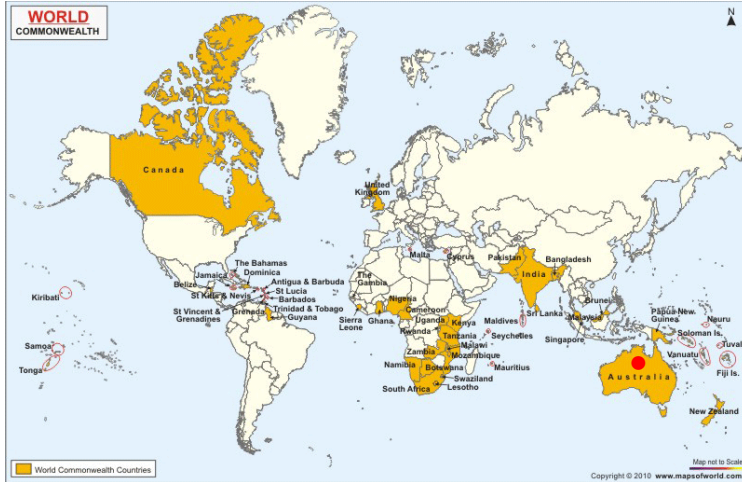 WORLD
COMMONWEALTH
N
Canada
United
Kingdom
The Bahamas
Jamaica
Dominica
Belize
Antigua & Barbuda
St Lucia
St Kitts & Nevis
Barbados
Trinidad & Tobago
St Vincent &
Grenadines
Grenada
Guyana
Kiribati
Samoa
Tonga
Malta
Cyprus
Pakistan
Bangladesh
India
The
Gambia
Nigeria
Cameroon
Sierra
Leone
Ghana
Uganda
Kenya
Rwanda
Tanzania
Malawi
Zambia
Mozambique
Namibia
Botswana
Swaziland
South Africa
Lesotho
Maldives
Sri Lanka
Seychelles
Mauritius
Brunei
Malaysia
Singapore
Papua New
Guinea
Nauru
Soloman Is.
Tuval
Vanuatu
Fiji Is.
Australia
New Zealand
World Commonwealth Countries
Map not to Scale
Copyright © 2010 www.mapsofworld.com